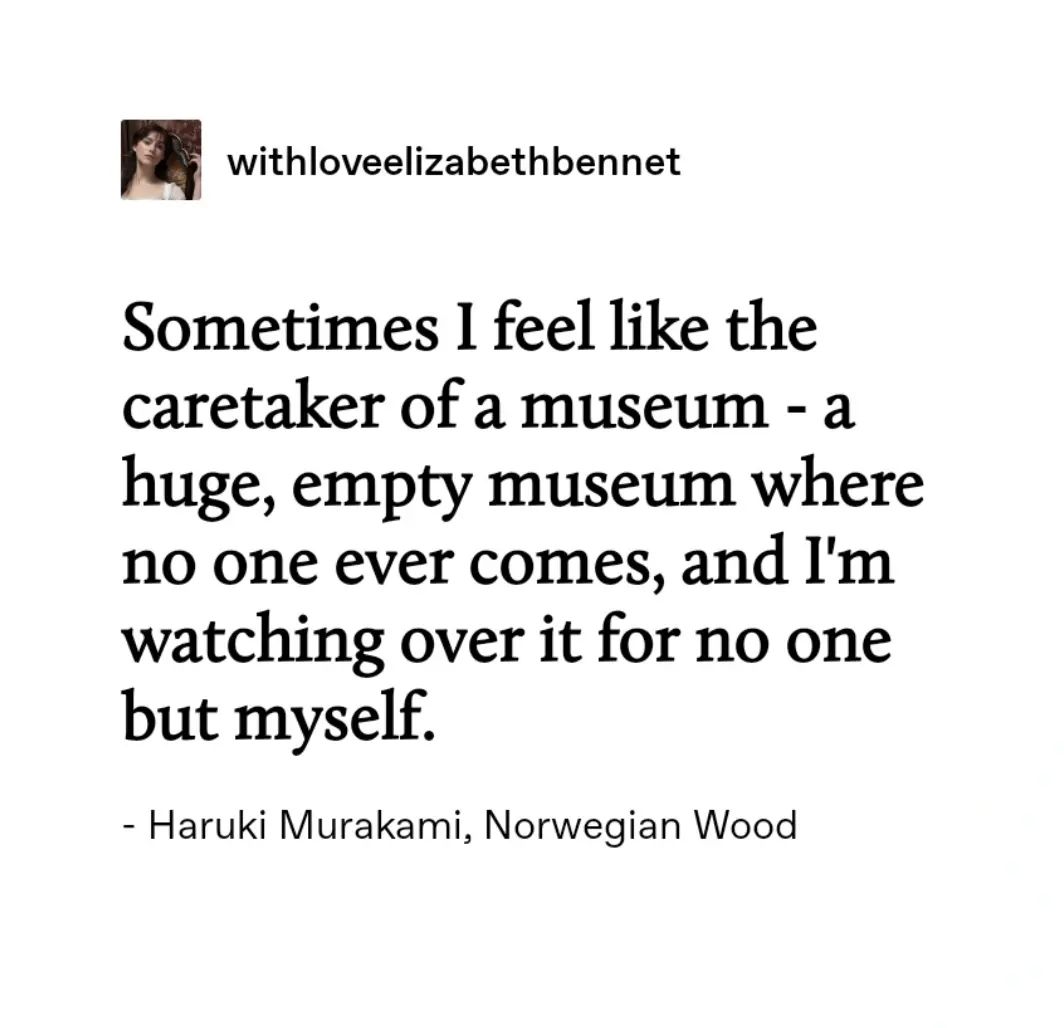 withloveelizabethbennet
Sometimes I feel like the
caretaker of a museum - a
huge, empty museum where
no one ever comes, and I'm
watching over it for no one
but myself.
- Haruki Murakami, Norwegian Wood